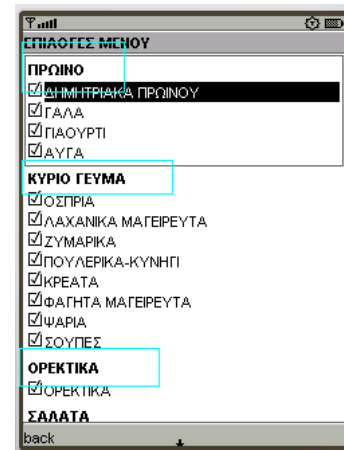 ΕΠΙΛΟΓΕΣ ΜΕΝΟΥ
ΠΡΩΙΝΟ
ΔΗΜΗΤΡΙΑΚΑ ΠΡΩΙΝΟΥ
ΓΑΛΑ
ΓΙΑΟΥΡΤΙ
ΑΥΓΑ
ΚΥΡΙΟ ΓΕΥΜΑ
ΟΣΠΡΙΑ
ΛΑΧΑΝΙΚΑ ΜΑΓΕΙΡΕΥΤΑ
ΖΥΜΑΡΙΚΑ
ΠΟΥΛΕΡΙΚΑ-ΚΥΝΗΓΙ
ΚΡΕΑΤΑ
ΦΑΓΗΤΑ ΜΑΓΕΙΡΕΥΤΑ
ΨΑΡΙΑ
ΣΟΥΠΕΣ
ΟΡΕΚΤΙΚΑ
ΟΡΕΚΤΙΚΑ
ΣΑΛΑΤΑ
back